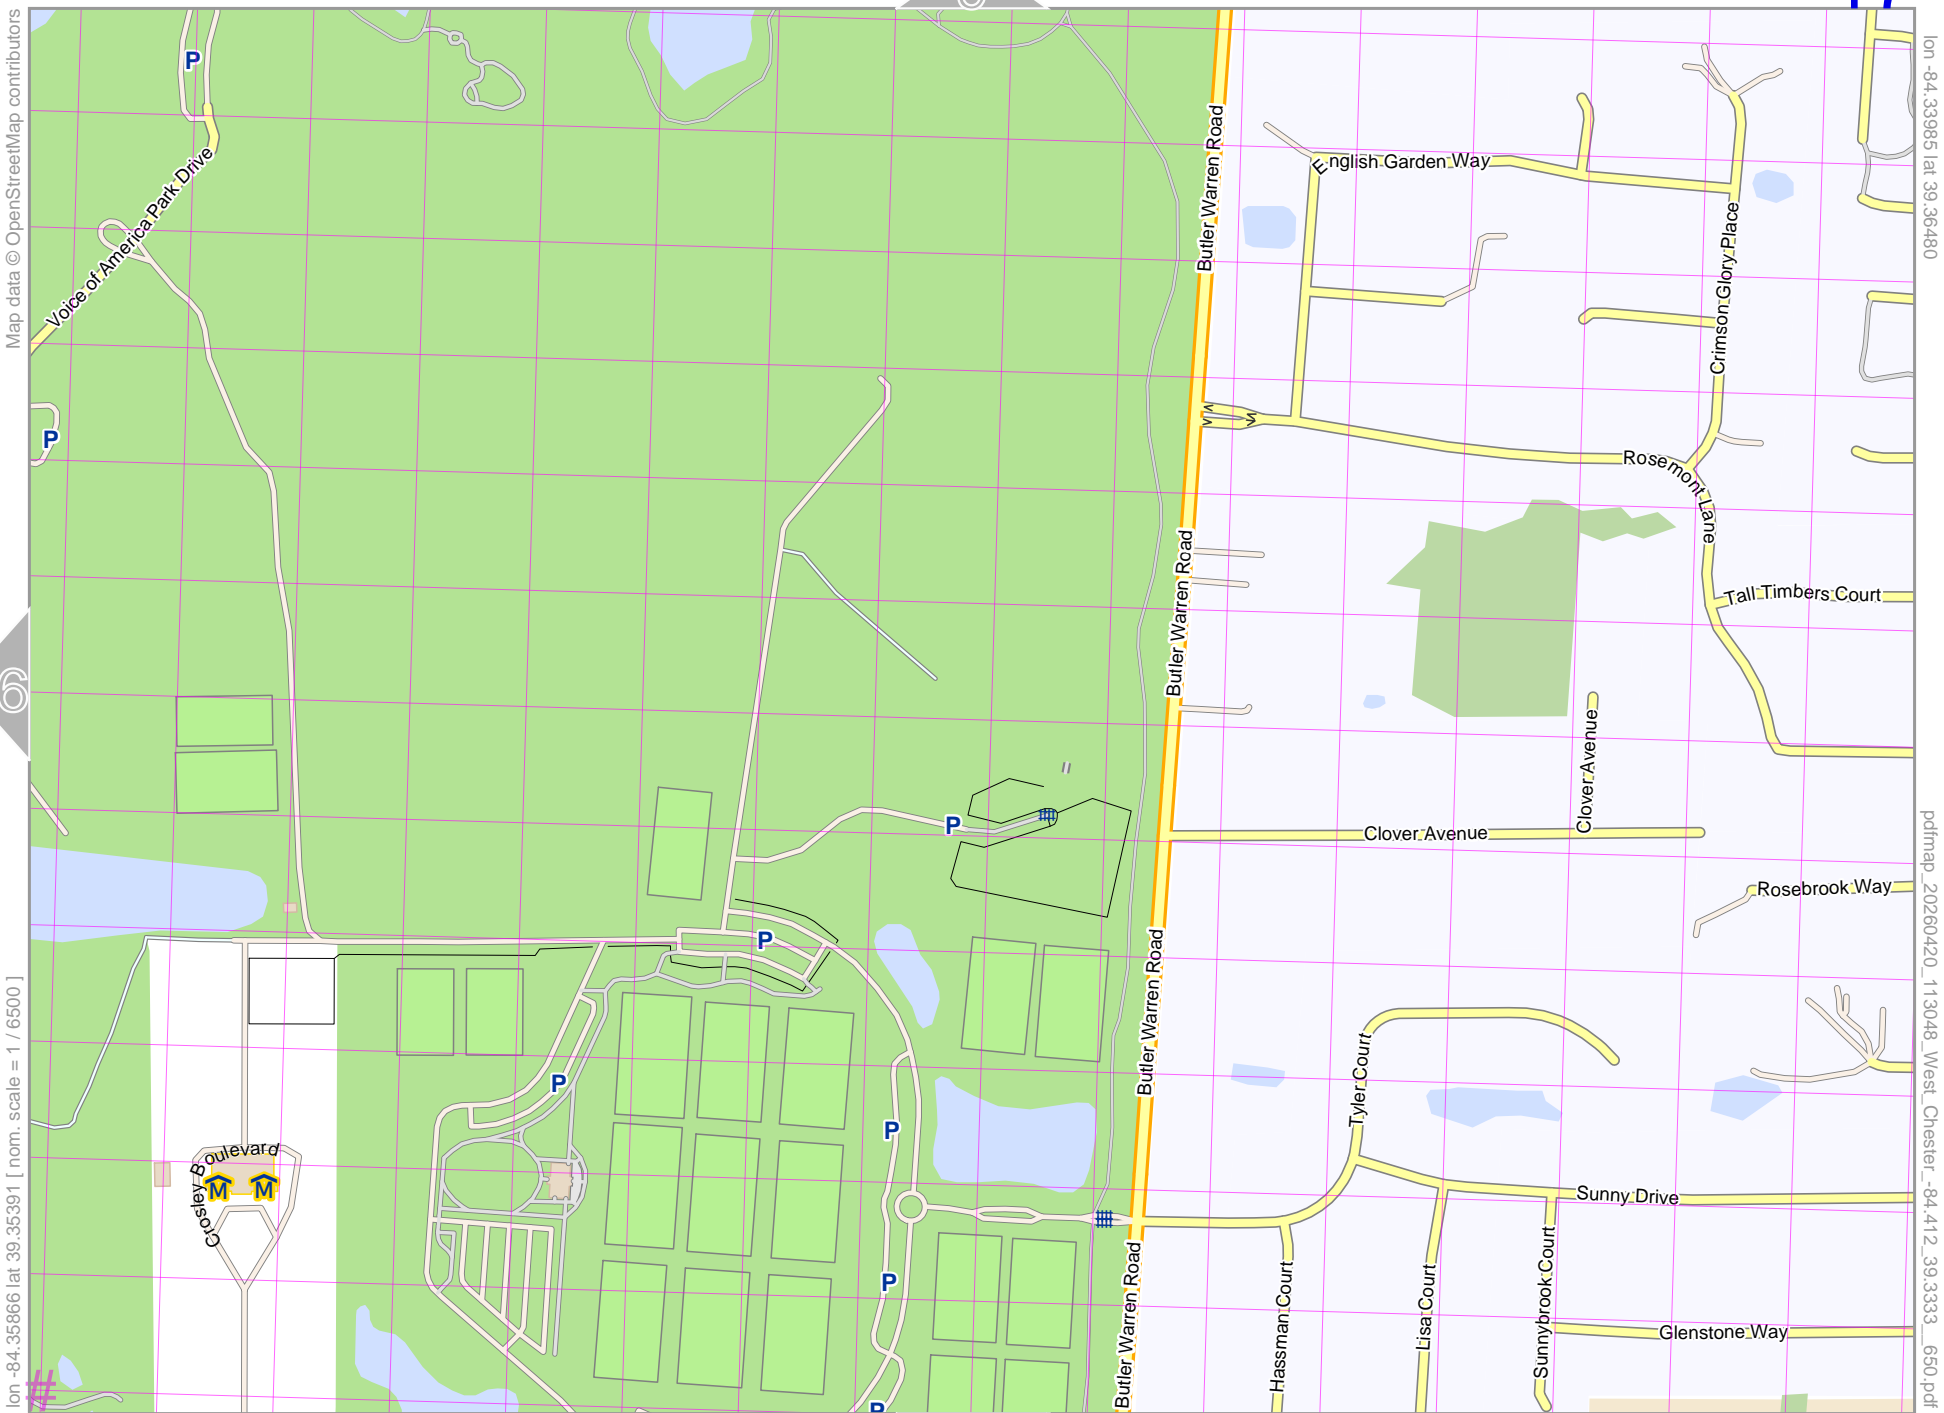 Map data © OpenStreetMap contributors
lon -84.33985 lat 39.36480
P
Voice of America Park Drive
Butler Warren Road
English Garden Way
Crimson Glory Place
P
Rosemont Lane
Butler Warren Road
Tall Timbers Court
6
Clover Avenue
P
Clover Avenue
Rosebrook Way
P
Butler Warren Road
P
Tyler Court
P
Crosley Boulevard
M
M
Sunny Drive
P
Butler Warren Road
Hassman Court
Lisa Court
Sunnybrook Court
Glenstone Way
P
#
lon -84.35866 lat 39.35391 [ nom. scale = 1 / 6500 ]
pdfmap_20260420_113048_West_Chester_-84.412_39.33333__650.pdf